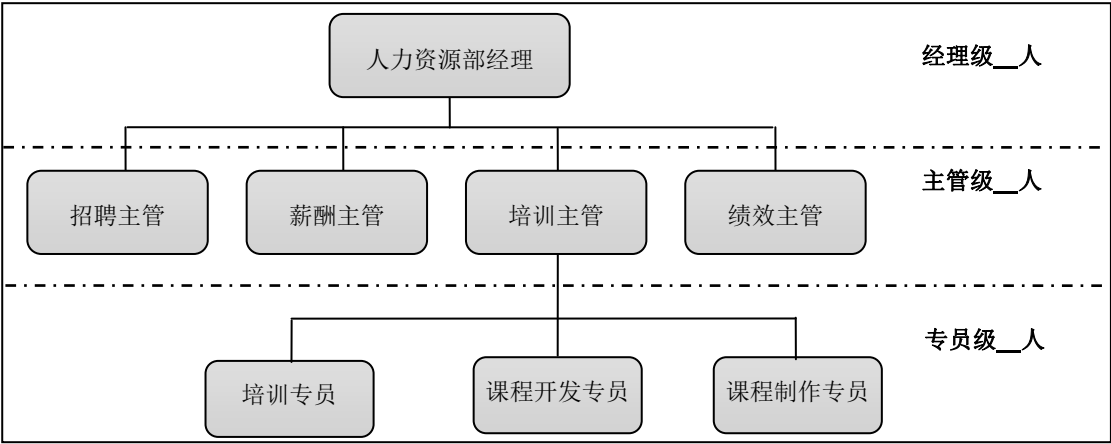 人力资源部经理
经理级__人
招聘主管
薪酬主管
培训主管
绩效主管
主管级__人
专员级__人
培训专员
课程开发专员
课程制作专员